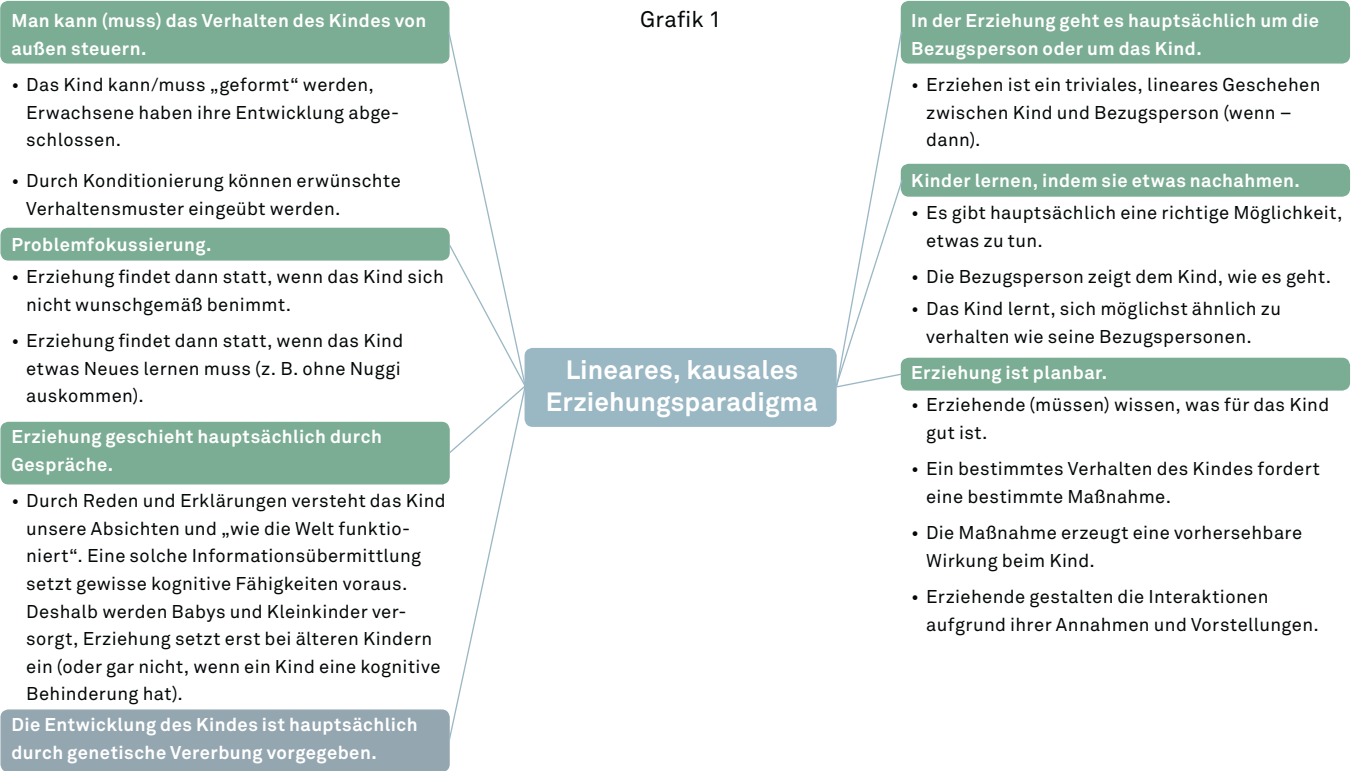 Grafik 1
Man kann (muss) das Verhalten des Kindes von
außen steuern.
• Das Kind kann/muss „geformt“ werden,
Erwachsene haben ihre Entwicklung abge-
schlossen.
• Durch Konditionierung können erwünschte
Verhaltensmuster eingeübt werden.
Problemfokussierung.
• Erziehung findet dann statt, wenn das Kind sich
nicht wunschgemäß benimmt.
• Erziehung findet dann statt, wenn das Kind
etwas Neues lernen muss (z. B. ohne Nuggi
auskommen).
Erziehung geschieht hauptsächlich durch
Gespräche.
• Durch Reden und Erklärungen versteht das Kind
unsere Absichten und „wie die Welt funktio-
niert“. Eine solche Informationsübermittlung
setzt gewisse kognitive Fähigkeiten voraus.
Deshalb werden Babys und Kleinkinder ver-
sorgt, Erziehung setzt erst bei älteren Kindern
ein (oder gar nicht, wenn ein Kind eine kognitive
Behinderung hat).
Die Entwicklung des Kindes ist hauptsächlich
durch genetische Vererbung vorgegeben.
Lineares, kausales
Erziehungsparadigma
In der Erziehung geht es hauptsächlich um die
Bezugsperson oder um das Kind.
• Erziehen ist ein triviales, lineares Geschehen
zwischen Kind und Bezugsperson (wenn –
dann).
Kinder lernen, indem sie etwas nachahmen.
• Es gibt hauptsächlich eine richtige Möglichkeit,
etwas zu tun.
• Die Bezugsperson zeigt dem Kind, wie es geht.
• Das Kind lernt, sich möglichst ähnlich zu
verhalten wie seine Bezugspersonen.
Erziehung ist planbar.
• Erziehende (müssen) wissen, was für das Kind
gut ist.
• Ein bestimmtes Verhalten des Kindes fordert
eine bestimmte Maßnahme.
• Die Maßnahme erzeugt eine vorhersehbare
Wirkung beim Kind.
• Erziehende gestalten die Interaktionen
aufgrund ihrer Annahmen und Vorstellungen.